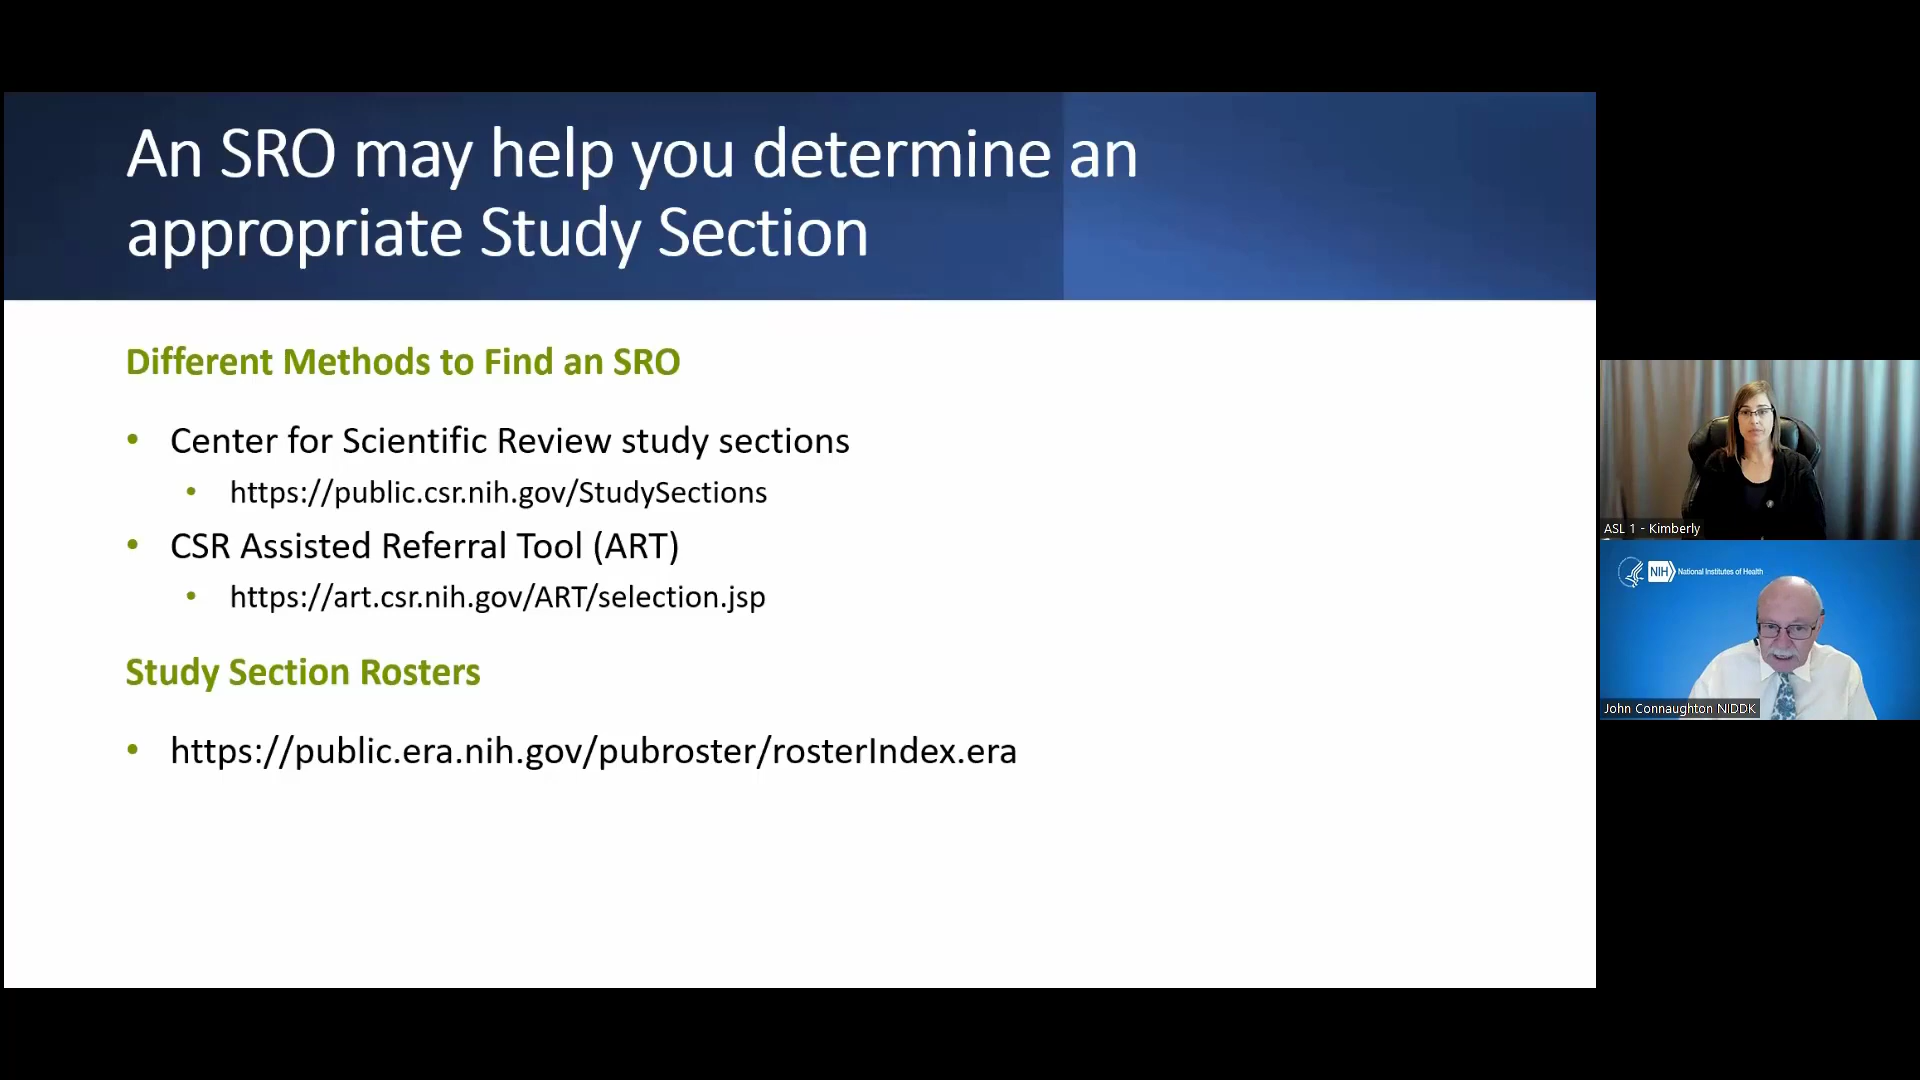 An SRO may help you determine an
appropriate Study Section
Different Methods to Find an SRO
• Center for Scientific Review study sections
• https://public.csr.nih.gov/StudySections
• CSR Assisted Referral Tool (ART)
• https://art.csr.nih.gov/ART/selection.jsp
Study Section Rosters
• https://public.era.nih.gov/pubroster/rosterIndex.era
ASL 1 - Kimberly
NIH National Institutes of Health
John Connaughton NIDDK